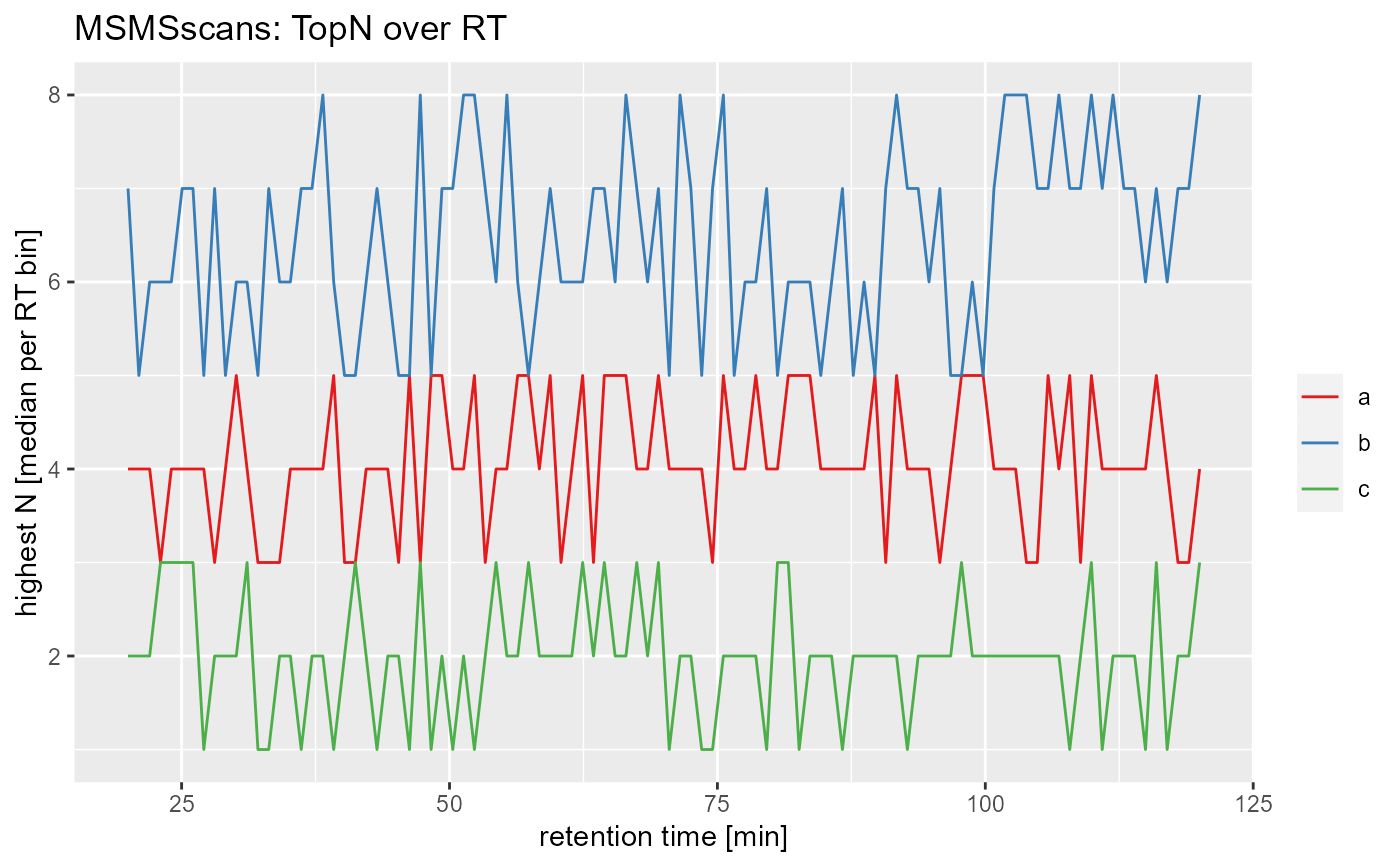 MSMSscans: TopN over RT
highest N [median per RT bin]
8
6
4
2
25 50 75 100 125
retention time [min]
a
b
c